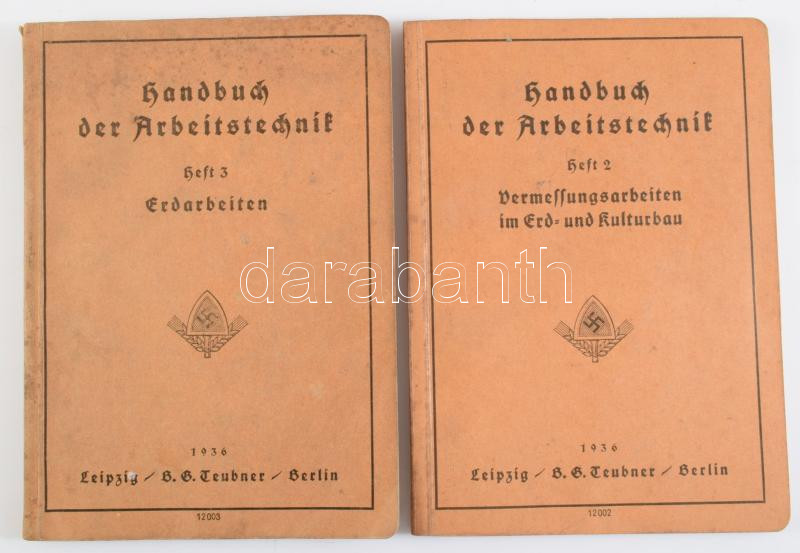 Handbuch
der Arbeitstechnik
Heft 3
Erdarbeiten
1936
Leipzig / B. G. Teubner / Berlin
12003
Handbuch
der Arbeitstechnik
Heft 2
Vermeſſungsarbeiten
im Erd- und Kulturbau
1936
Leipzig / B. G. Teubner / Berlin
12002
darabanth